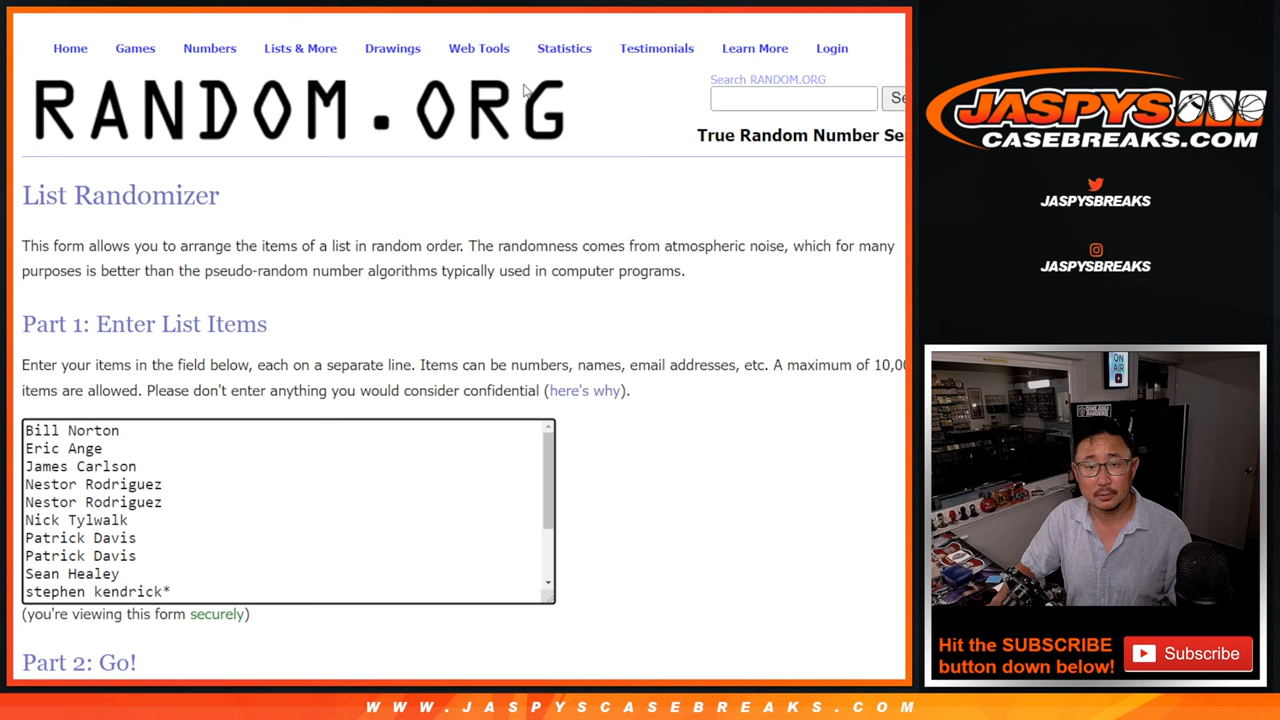 Home Games Numbers Lists & More Drawings Web Tools Statistics Testimonials Learn More Login
RANDOM.ORG
Search RANDOM.ORG
Se
True Random Number Se
List Randomizer
This form allows you to arrange the items of a list in random order. The randomness comes from atmospheric noise, which for many
purposes is better than the pseudo-random number algorithms typically used in computer programs.
Part 1: Enter List Items
Enter your items in the field below, each on a separate line. Items can be numbers, names, email addresses, etc. A maximum of 10,00
items are allowed. Please don't enter anything you would consider confidential (here's why).
Bill Norton
Eric Ange
James Carlson
Nestor Rodriguez
Nestor Rodriguez
Nick Tylwalk
Patrick Davis
Patrick Davis
Sean Healey
stephen kendrick*
(you're viewing this form securely)
Part 2: Go!
JASPYS
CASEBREAKS.COM
JASPYSBREAKS
JASPYSBREAKS
ON
AIR
Hit the SUBSCRIBE
button down below!
Subscribe
WWW.JASPYSCASEBREAKS.COM